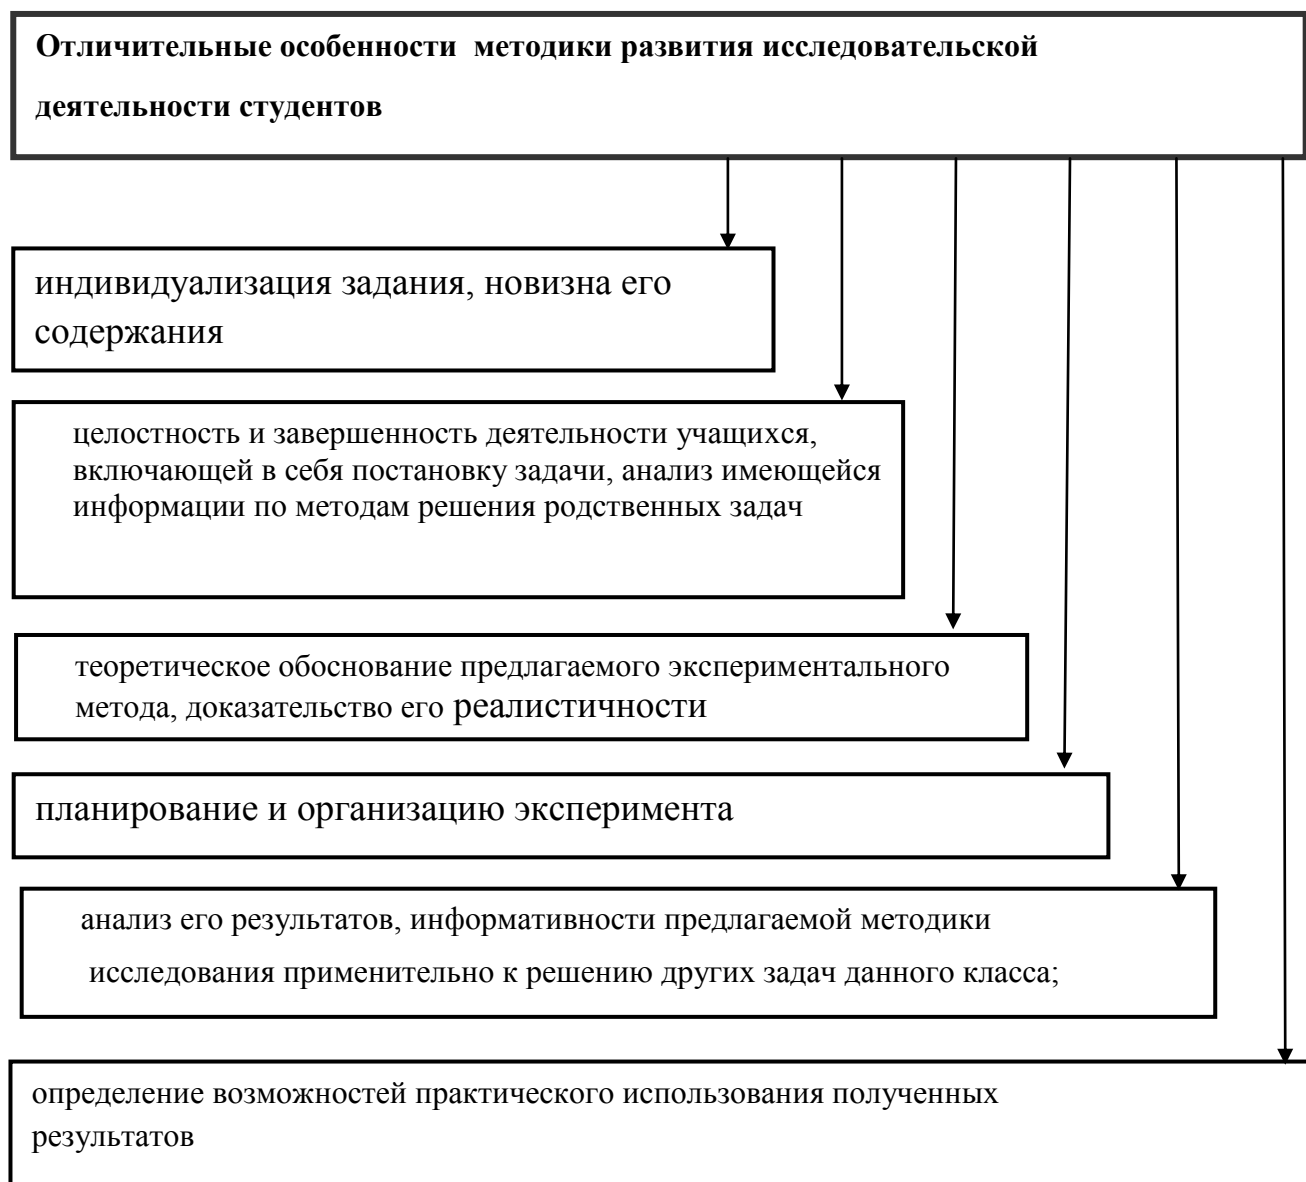 Отличительные особенности  методики развития исследовательской
деятельности студентов
индивидуализация задания, новизна его
содержания
целостность и завершенность деятельности учащихся,
включающей в себя постановку задачи, анализ имеющейся
информации по методам решения родственных задач
теоретическое обоснование предлагаемого экспериментального
метода, доказательство его реалистичности
планирование и организацию эксперимента
анализ его результатов, информативности предлагаемой методики
исследования применительно к решению других задач данного класса;
определение возможностей практического использования полученных
результатов